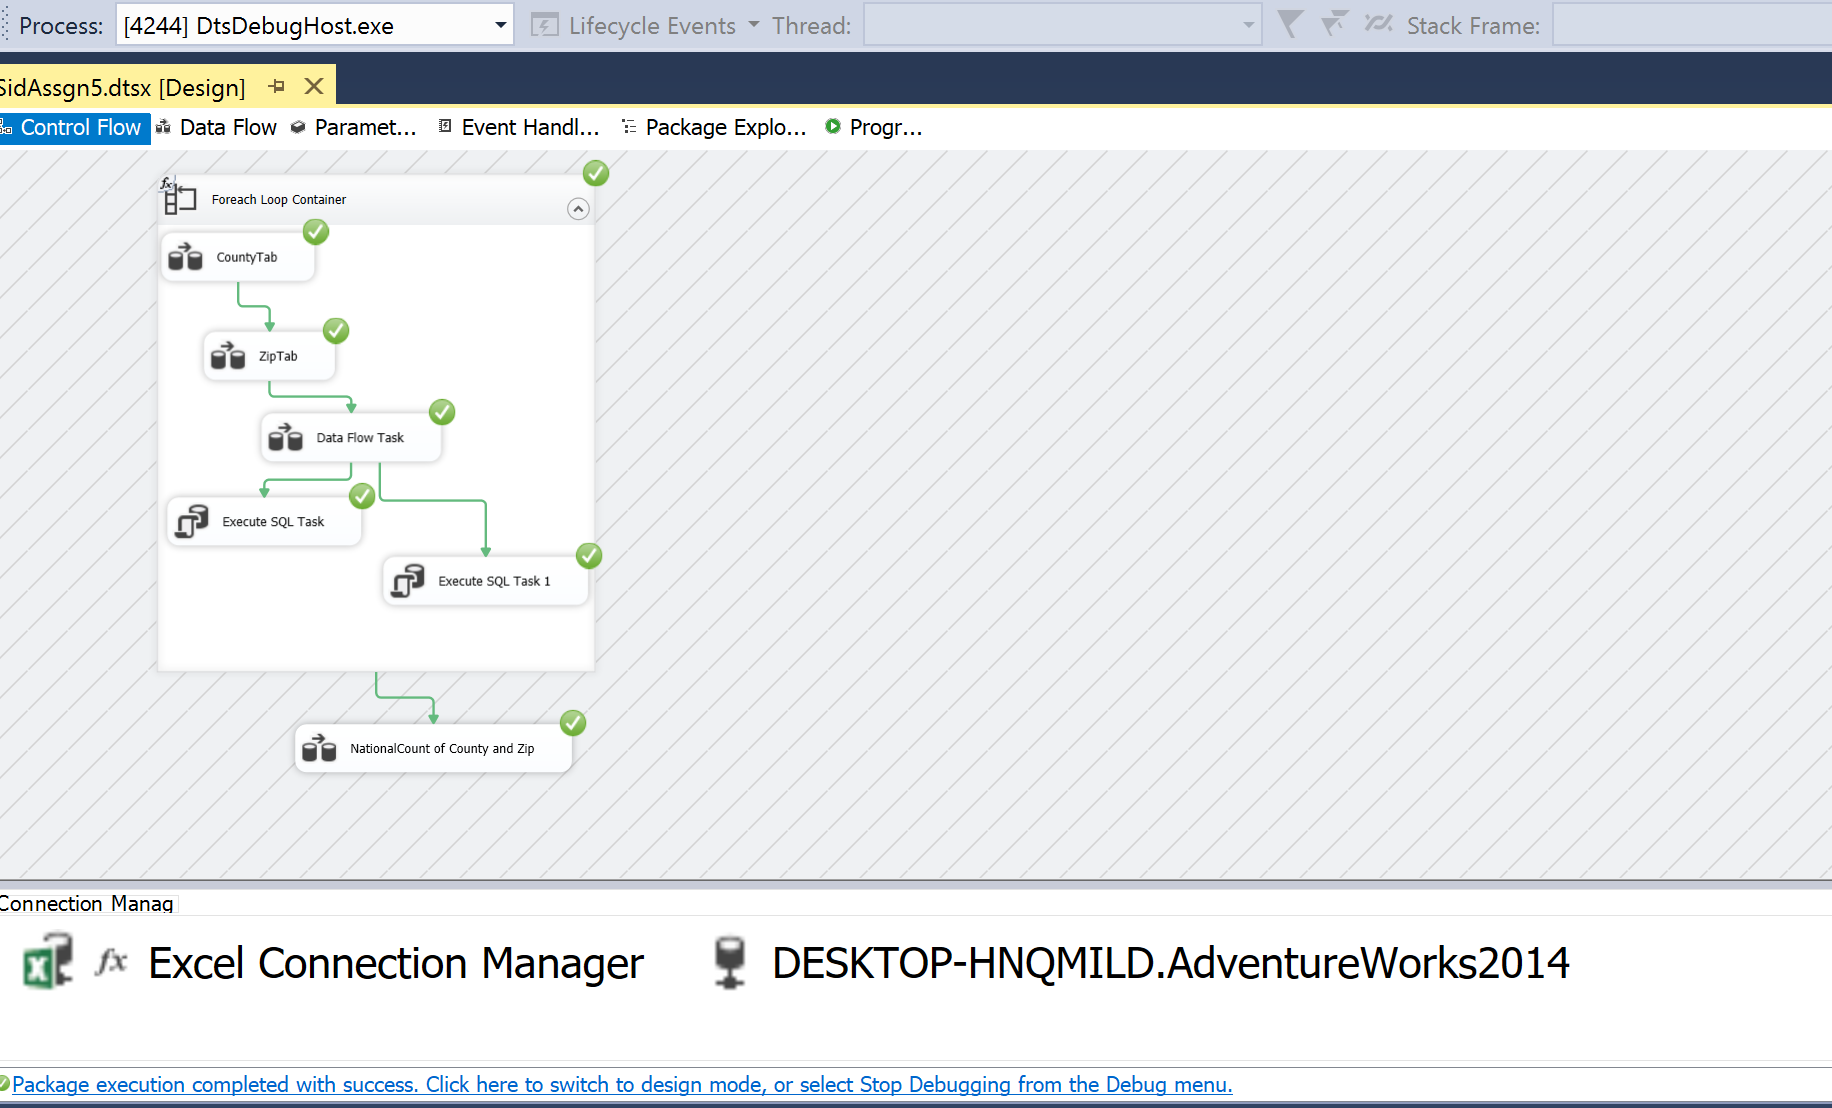 Process: [4244] DtsDebugHost.exe Lifecycle Events Thread: Stack Frame:
SidAssgn5.dtsx [Design]
Control Flow Data Flow Paramet... Event Handl... Package Explo... Progr...
fx
Foreach Loop Container
CountyTab
ZipTab
Data Flow Task
Execute SQL Task
Execute SQL Task 1
NationalCount of County and Zip
Connection Manag
fx Excel Connection Manager DESKTOP-HNQMILD.AdventureWorks2014
Package execution completed with success. Click here to switch to design mode, or select Stop Debugging from the Debug menu.